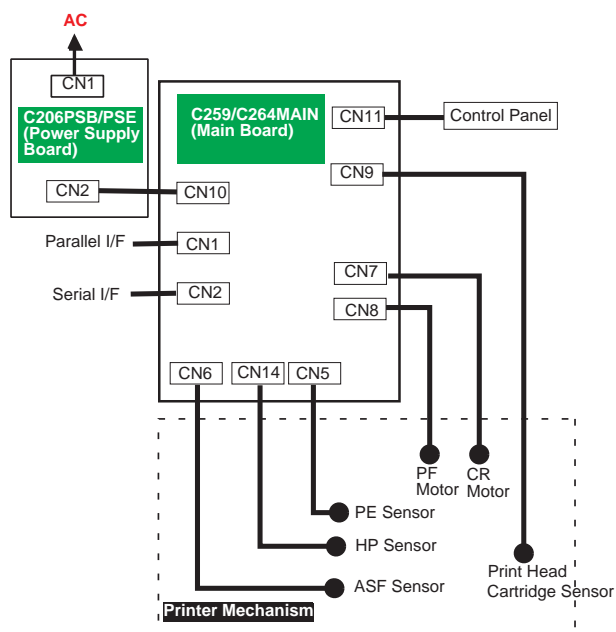 AC
CN1
C206PSB/PSE
(Power Supply
Board)
CN2
C259/C264MAIN
(Main Board)
CN11
Control Panel
CN9
CN10
Parallel I/F
CN1
Serial I/F
CN2
CN7
CN8
CN6
CN14
CN5
PF
Motor
CR
Motor
PE Sensor
HP Sensor
ASF Sensor
Print Head
Cartridge Sensor
Printer Mechanism